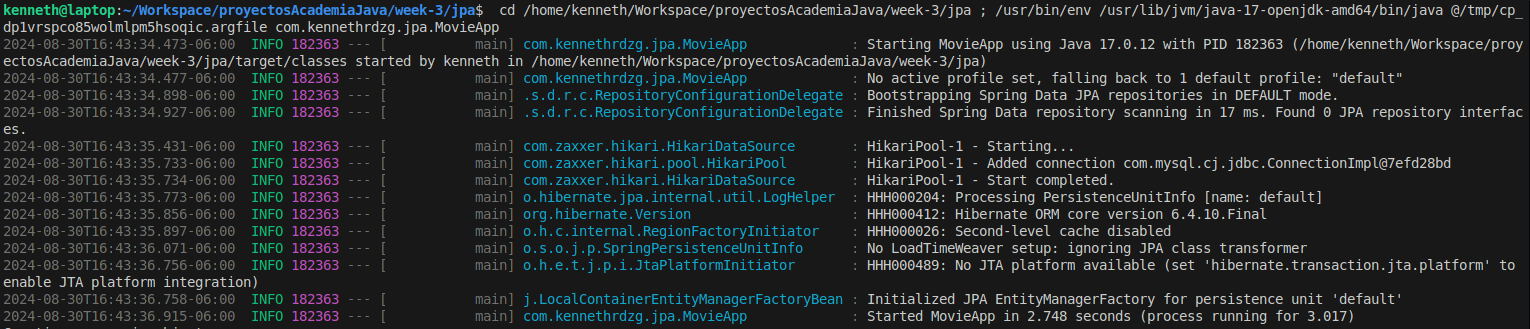 kenneth@laptop:~/Workspace/proyectosAcademiaJava/week-3/jpa$  cd /home/kenneth/Workspace/proyectosAcademiaJava/week-3/jpa ; /usr/bin/env /usr/lib/jvm/java-17-openjdk-amd64/bin/java @/tmp/cp_
dp1vrspco85wolmlpm5hsoqic.argfile com.kennethrdzg.jpa.MovieApp
2024-08-30T16:43:34.473-06:00  INFO 182363 --- [           main] com.kennethrdzg.jpa.MovieApp             : Starting MovieApp using Java 17.0.12 with PID 182363 (/home/kenneth/Workspace/proy
ectosAcademiaJava/week-3/jpa/target/classes started by kenneth in /home/kenneth/Workspace/proyectosAcademiaJava/week-3/jpa)
2024-08-30T16:43:34.477-06:00  INFO 182363 --- [           main] com.kennethrdzg.jpa.MovieApp             : No active profile set, falling back to 1 default profile: "default"
2024-08-30T16:43:34.898-06:00  INFO 182363 --- [           main] .s.d.r.c.RepositoryConfigurationDelegate : Bootstrapping Spring Data JPA repositories in DEFAULT mode.
2024-08-30T16:43:34.927-06:00  INFO 182363 --- [           main] .s.d.r.c.RepositoryConfigurationDelegate : Finished Spring Data repository scanning in 17 ms. Found 0 JPA repository interfac
es.
2024-08-30T16:43:35.431-06:00  INFO 182363 --- [           main] com.zaxxer.hikari.HikariDataSource       : HikariPool-1 - Starting...
2024-08-30T16:43:35.733-06:00  INFO 182363 --- [           main] com.zaxxer.hikari.pool.HikariPool        : HikariPool-1 - Added connection com.mysql.cj.jdbc.ConnectionImpl@7efd28bd
2024-08-30T16:43:35.734-06:00  INFO 182363 --- [           main] com.zaxxer.hikari.HikariDataSource       : HikariPool-1 - Start completed.
2024-08-30T16:43:35.773-06:00  INFO 182363 --- [           main] o.hibernate.jpa.internal.util.LogHelper  : HHH000204: Processing PersistenceUnitInfo [name: default]
2024-08-30T16:43:35.856-06:00  INFO 182363 --- [           main] org.hibernate.Version                    : HHH000412: Hibernate ORM core version 6.4.10.Final
2024-08-30T16:43:35.897-06:00  INFO 182363 --- [           main] o.h.c.internal.RegionFactoryInitiator    : HHH000026: Second-level cache disabled
2024-08-30T16:43:36.071-06:00  INFO 182363 --- [           main] o.s.o.j.p.SpringPersistenceUnitInfo      : No LoadTimeWeaver setup: ignoring JPA class transformer
2024-08-30T16:43:36.756-06:00  INFO 182363 --- [           main] o.h.e.t.j.p.i.JtaPlatformInitiator       : HHH000489: No JTA platform available (set 'hibernate.transaction.jta.platform' to
enable JTA platform integration)
2024-08-30T16:43:36.758-06:00  INFO 182363 --- [           main] j.LocalContainerEntityManagerFactoryBean : Initialized JPA EntityManagerFactory for persistence unit 'default'
2024-08-30T16:43:36.915-06:00  INFO 182363 --- [           main] com.kennethrdzg.jpa.MovieApp             : Started MovieApp in 2.748 seconds (process running for 3.017)